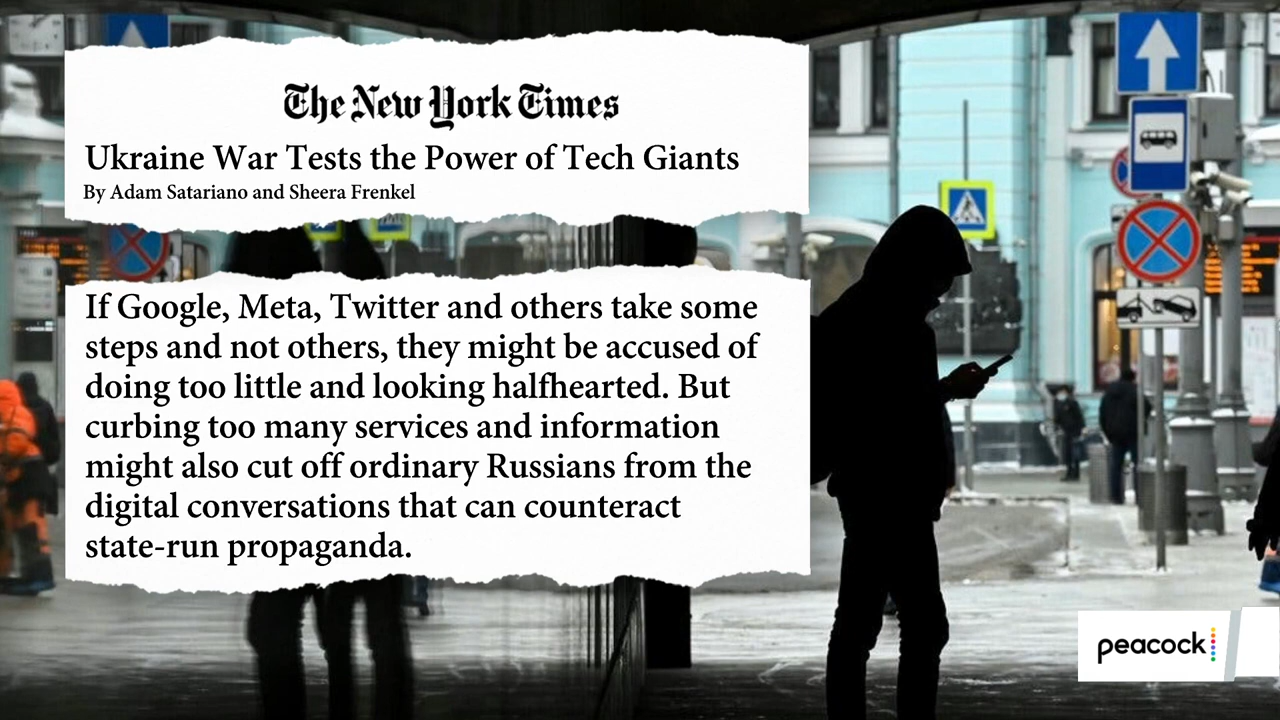 The New York Times
Ukraine War Tests the Power of Tech Giants
By Adam Satariano and Sheera Frenkel
If Google, Meta, Twitter and others take some
steps and not others, they might be accused of
doing too little and looking halfhearted. But
curbing too many services and information
might also cut off ordinary Russians from the
digital conversations that can counteract
state-run propaganda.
peacock